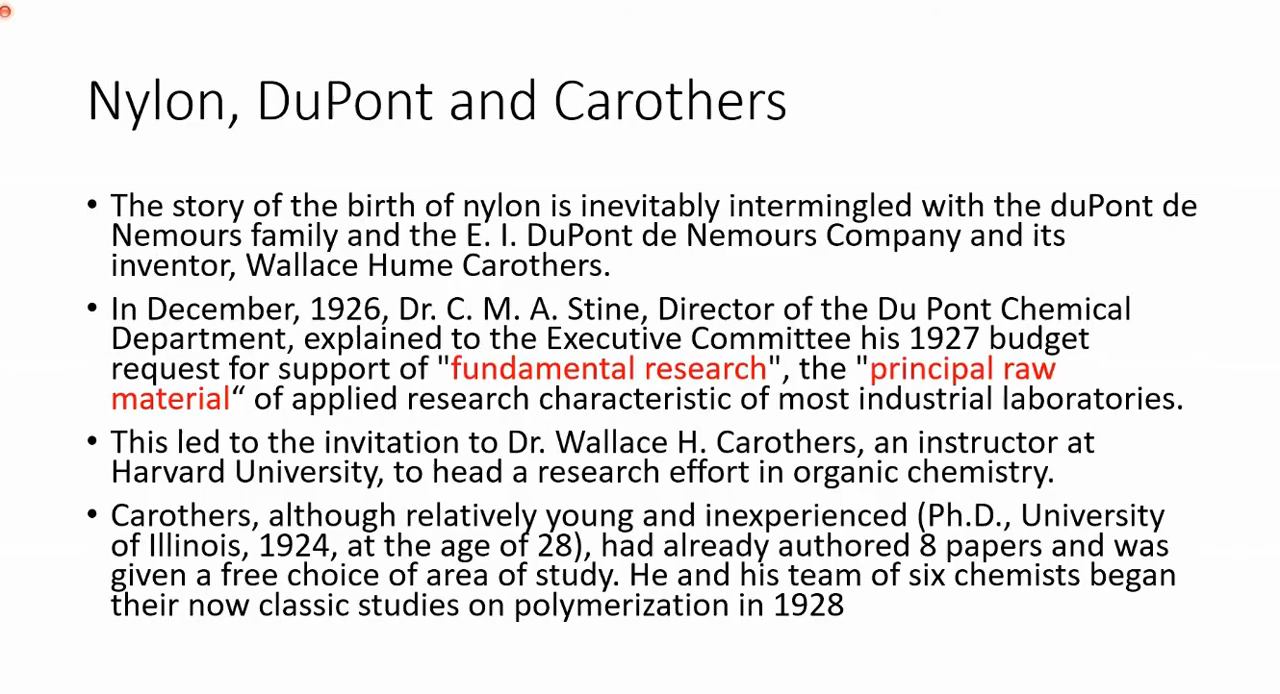 Nylon, DuPont and Carothers
• The story of the birth of nylon is inevitably intermingled with the duPont de
Nemours family and the E. I. DuPont de Nemours Company and its
inventor, Wallace Hume Carothers.
• In December, 1926, Dr. C. M. A. Stine, Director of the Du Pont Chemical
Department, explained to the Executive Committee his 1927 budget
request for support of "fundamental research", the "principal raw
material“ of applied research characteristic of most industrial laboratories.
• This led to the invitation to Dr. Wallace H. Carothers, an instructor at
Harvard University, to head a research effort in organic chemistry.
• Carothers, although relatively young and inexperienced (Ph.D., University
of Illinois, 1924, at the age of 28), had already authored 8 papers and was
given a free choice of area of study. He and his team of six chemists began
their now classic studies on polymerization in 1928